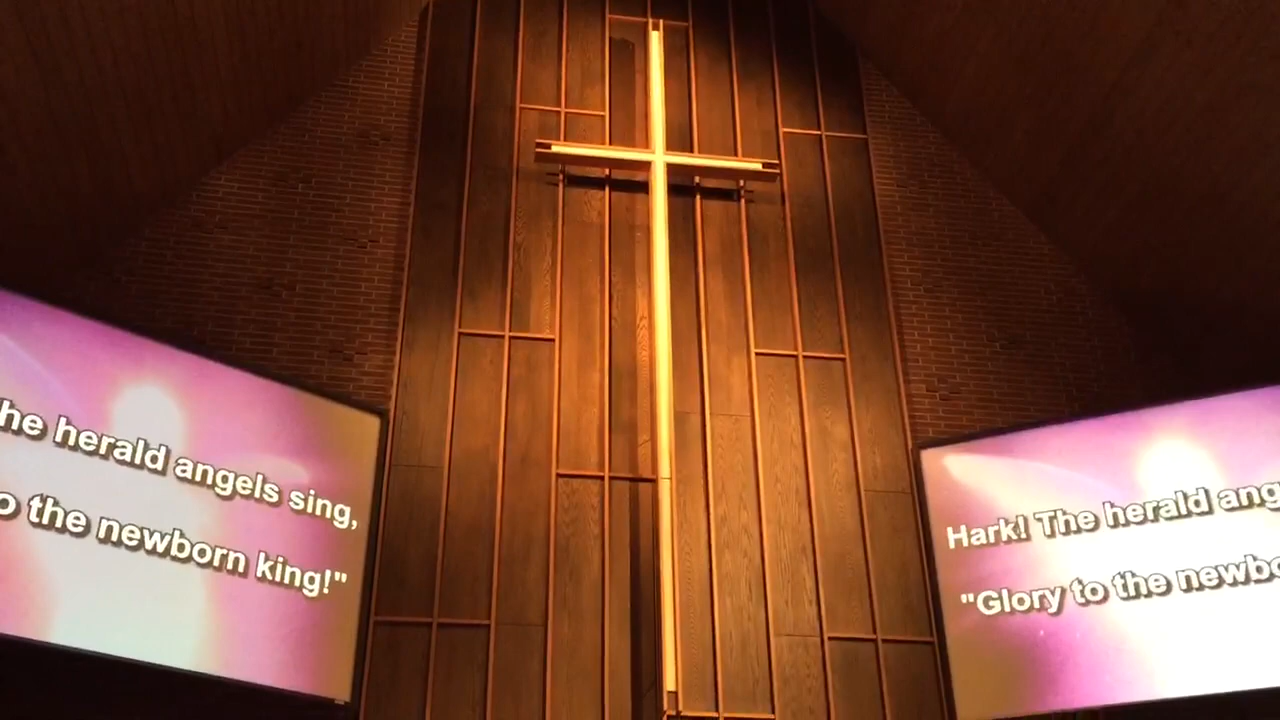 he herald angels sing,
o the newborn king!"
Hark! The herald ang
"Glory to the newbo